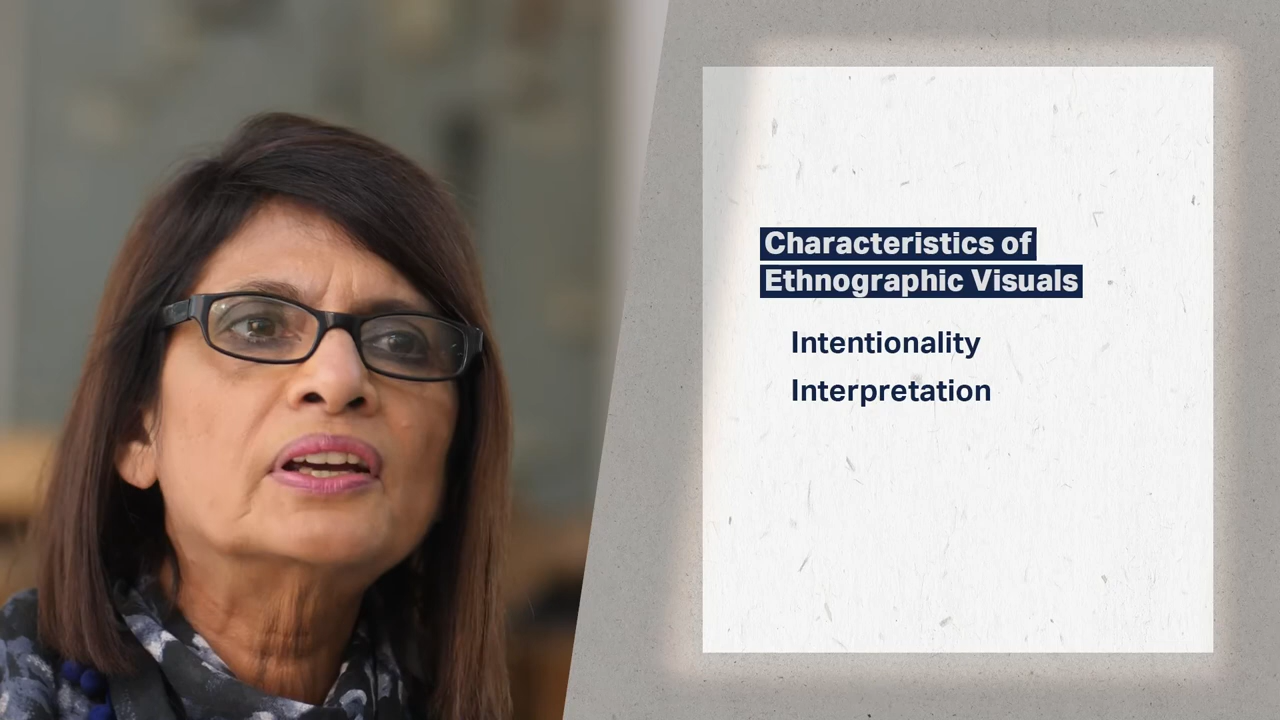 Characteristics of
Ethnographic Visuals
Intentionality
Interpretation